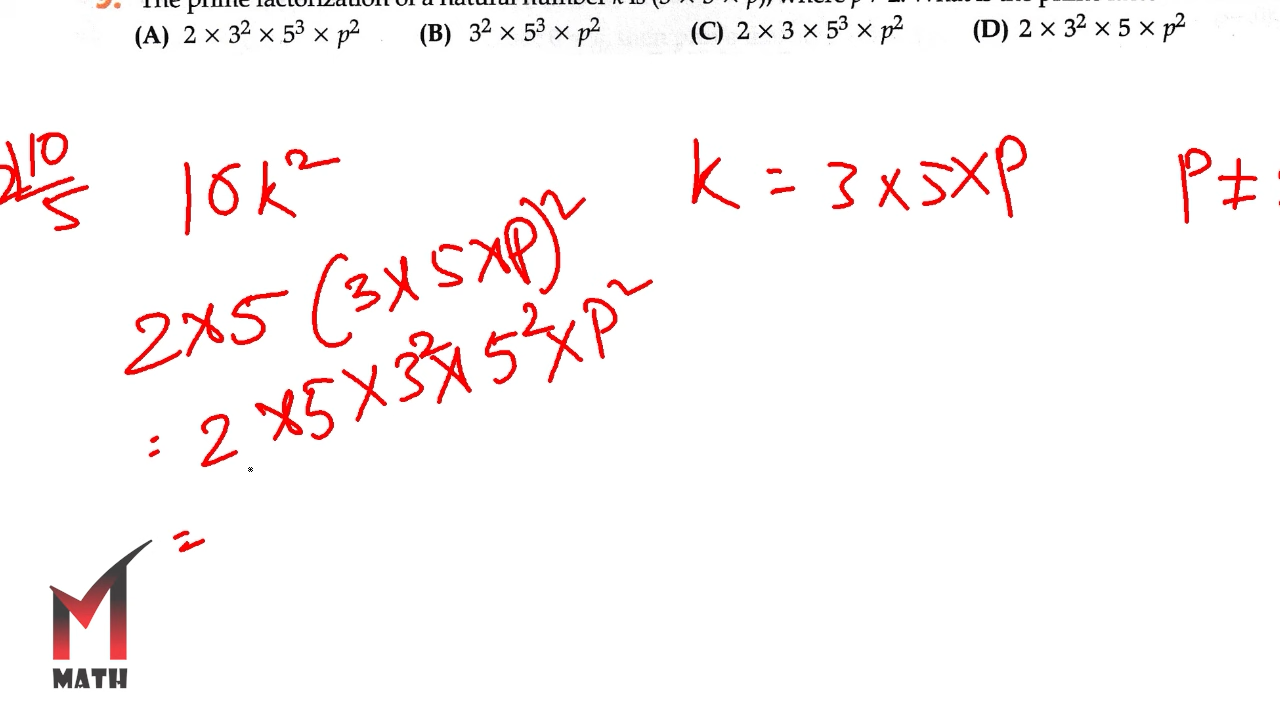 The prime factorization of a natural number k is (3 × 5 × p), where p ≠ 2. What is the prime
(A) 2 × 3² × 5³ × p² (B) 3² × 5³ × p² (C) 2 × 3 × 5³ × p² (D) 2 × 3² × 5 × p²
2 10 10k² k = 3 × 5 × p p ≠
5
2 × 5 (3 × 5 × p)²
= 2 × 5 × 3² × 5² × p²
=
M
MATH